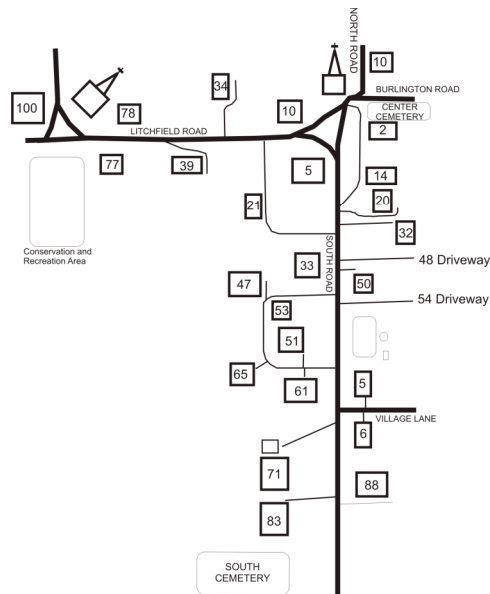 NORTH ROAD
10
BURLINGTON ROAD
34
100
78
10
CENTER
CEMETERY
2
LITCHFIELD ROAD
77
39
5
14
20
21
32
Conservation and
Recreation Area
SOUTH ROAD
33
48 Driveway
47
50
54 Driveway
53
51
65
61
5
VILLAGE LANE
6
71
88
83
SOUTH
CEMETERY